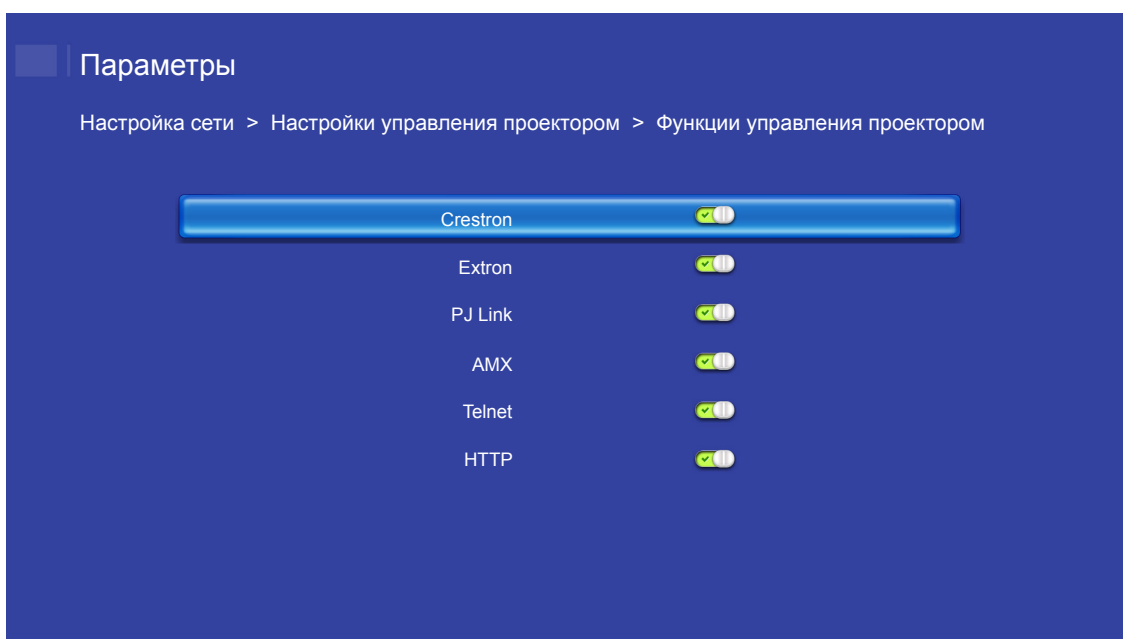 Параметры
Настройка сети > Настройки управления проектором > Функции управления проектором
Crestron
Extron
PJ Link
AMX
Telnet
HTTP